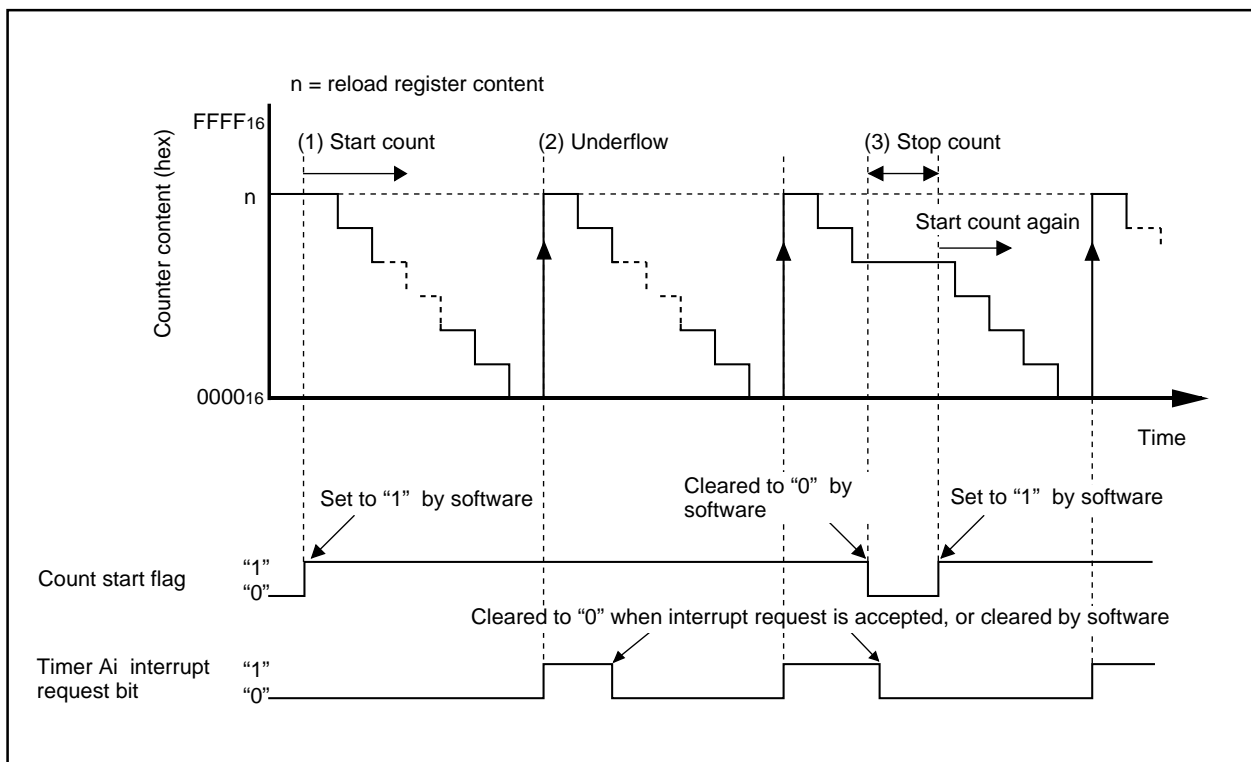 n = reload register content
FFFF16
(1) Start count
(2) Underflow
(3) Stop count
n
Start count again
Counter content (hex)
000016
Time
Set to “1” by software
Cleared to “0” by
software
Set to “1” by software
Count start flag
“1”
“0”
Cleared to “0” when interrupt request is accepted, or cleared by software
Timer Ai interrupt
request bit
“1”
“0”